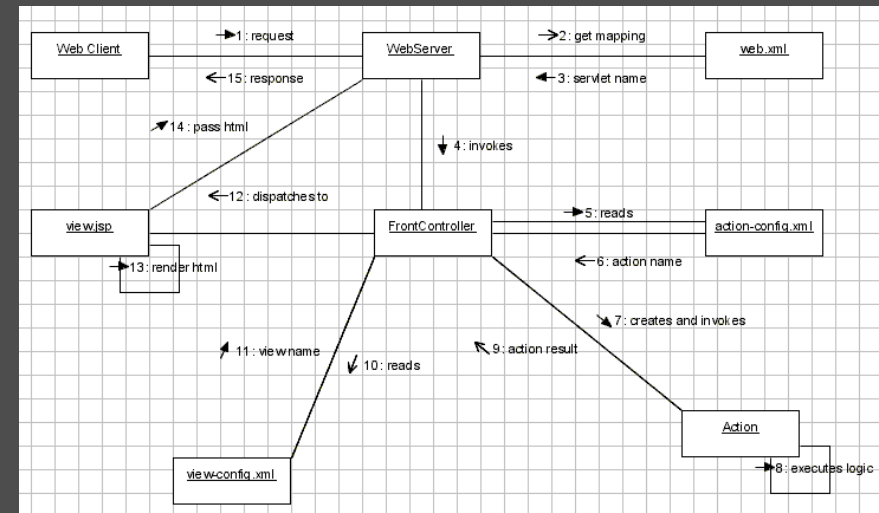 Web Client
1 : request
WebServer
2 : get mapping
web.xml
15 : response
3 : servlet name
14 : pass html
4 : invokes
12 : dispatches to
5 : reads
view.jsp
FrontController
action-config.xml
13 : render html
6 : action name
7 : creates and invokes
11 : view name
10 : reads
9 : action result
Action
view-config.xml
8 : executes logic